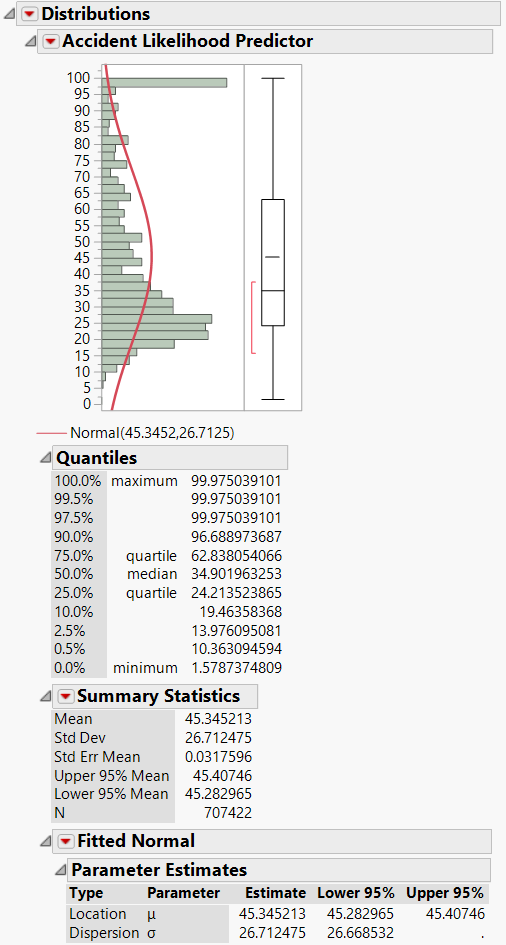 Distributions
Accident Likelihood Predictor
100
95
90
85
80
75
70
65
60
55
50
45
40
35
30
25
20
15
10
5
0
Normal(45.3452,26.7125)
Quantiles
100.0% maximum 99.975039101
99.5% 99.975039101
97.5% 99.975039101
90.0% 96.688973687
75.0% quartile 62.838054066
50.0% median 34.901963253
25.0% quartile 24.213523865
10.0% 19.46358368
2.5% 13.976095081
0.5% 10.363094594
0.0% minimum 1.5787374809
Summary Statistics
Mean 45.345213
Std Dev 26.712475
Std Err Mean 0.0317596
Upper 95% Mean 45.40746
Lower 95% Mean 45.282965
N 707422
Fitted Normal
Parameter Estimates
Type Parameter Estimate Lower 95% Upper 95%
Location μ 45.345213 45.282965 45.40746
Dispersion σ 26.712475 26.668532 .